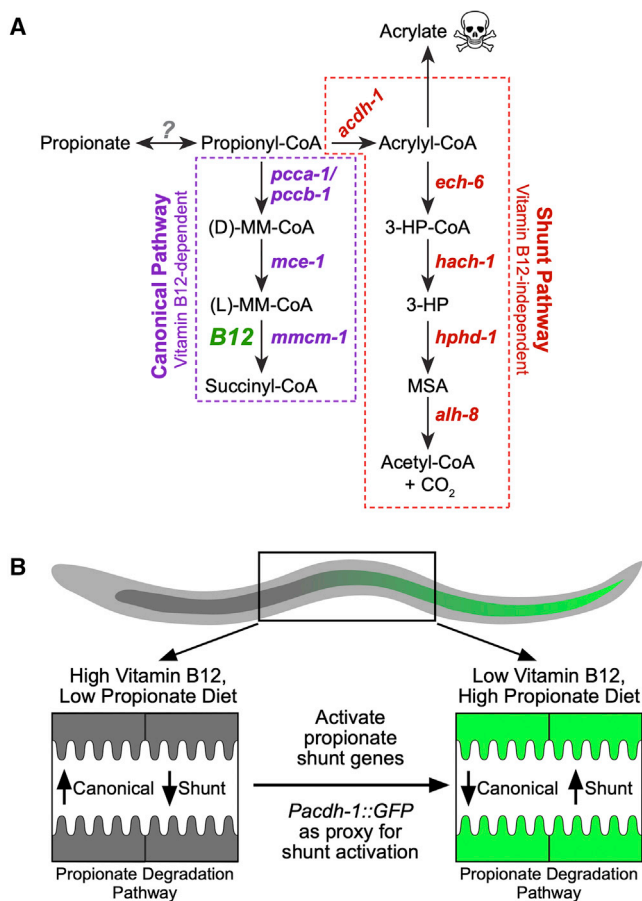 A
Acrylate
Propionate
?
Propionyl-CoA
acdh-1
Acrylyl-CoA
Canonical Pathway
Vitamin B12-dependent
pcca-1/
pccb-1
(D)-MM-CoA
mce-1
(L)-MM-CoA
B12
mmcm-1
Succinyl-CoA
ech-6
3-HP-CoA
hach-1
3-HP
hphd-1
MSA
alh-8
Acetyl-CoA
+ CO2
Shunt Pathway
Vitamin B12-independent
B
High Vitamin B12,
Low Propionate Diet
Canonical
Shunt
Propionate Degradation
Pathway
Activate
propionate
shunt genes
Pacdh-1::GFP
as proxy for
shunt activation
Low Vitamin B12,
High Propionate Diet
Canonical
Shunt
Propionate Degradation
Pathway